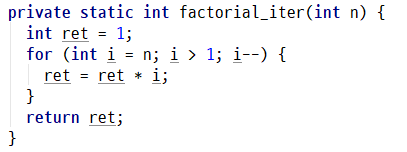 private static int factorial_iter(int n) {
  int ret = 1;
  for (int i = n; i > 1; i--) {
    ret = ret * i;
  }
  return ret;
}